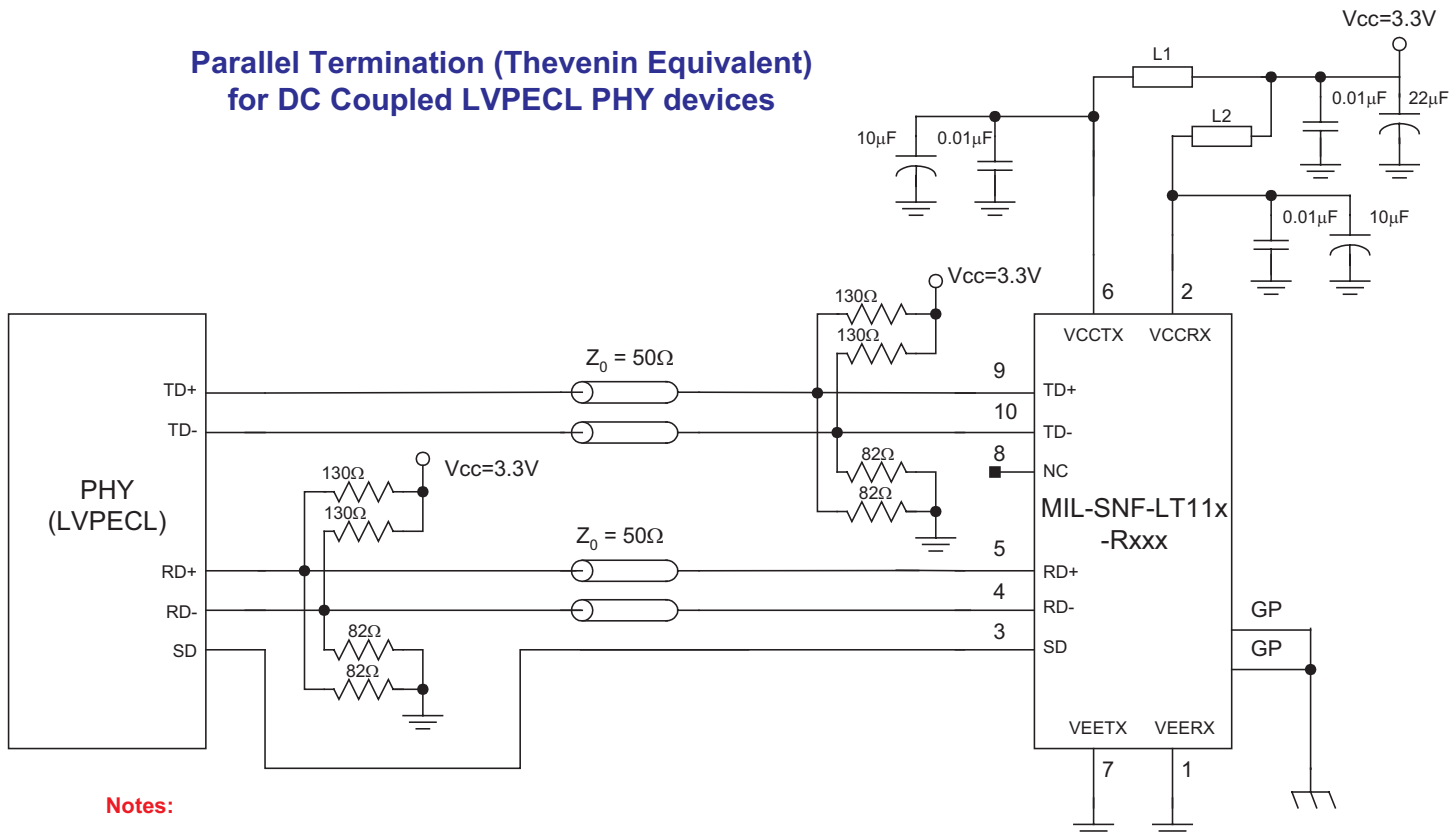 Parallel Termination (Thevenin Equivalent)
for DC Coupled LVPECL PHY devices
Vcc=3.3V
L1
0.01μF
22μF
L2
10μF
0.01μF
0.01μF
10μF
6
2
Vcc=3.3V
130Ω
130Ω
VCCTX
VCCRX
Z0 = 50Ω
9
TD+
TD+
10
TD-
TD-
8
NC
82Ω
82Ω
Vcc=3.3V
130Ω
130Ω
PHY
(LVPECL)
MIL-SNF-LT11x
-Rxxx
Z0 = 50Ω
5
RD+
RD+
4
RD-
RD-
3
SD
SD
82Ω
82Ω
GP
GP
VEETX
VEERX
7
1
Notes: